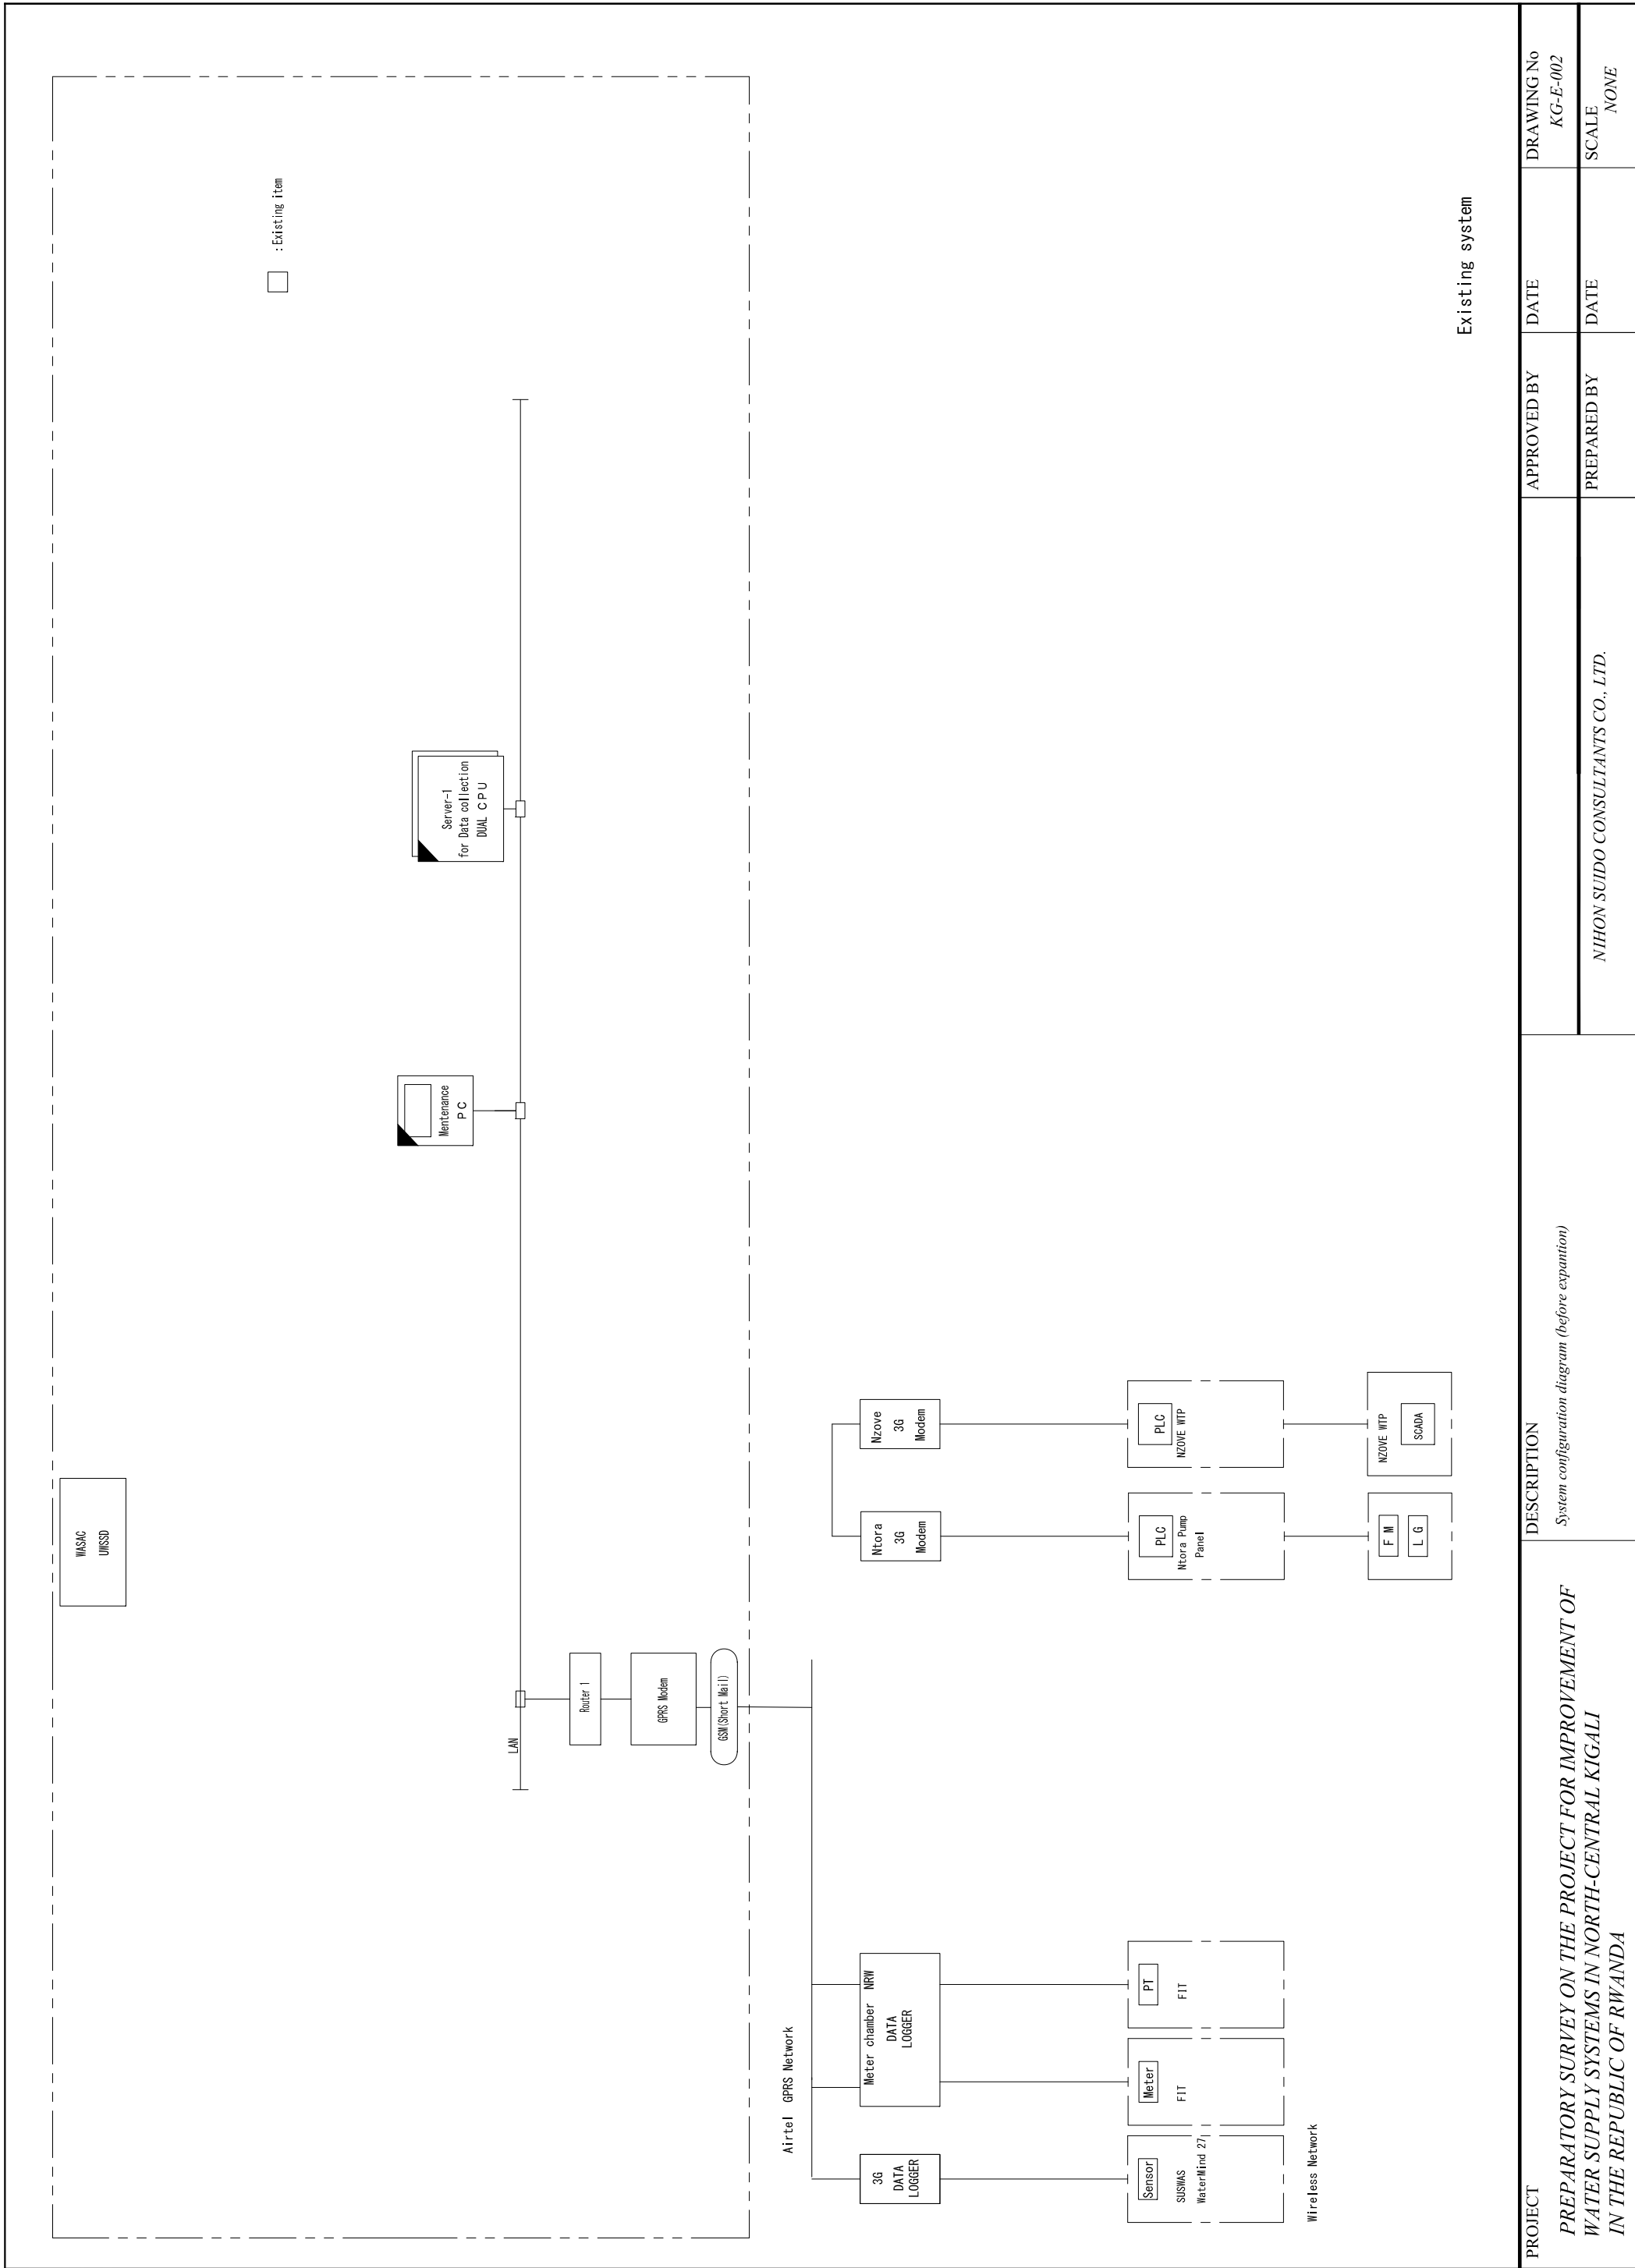 WASAC
UWSSD
: Existing item
Mentenance
P C
Server-1
for Data collection
DUAL C P U
LAN
Router 1
GPRS Modem
GSM(Short Mail)
Airtel GPRS Network
3G
DATA
LOGGER
Meter chamber NRW
DATA
LOGGER
Ntora
3G
Modem
Nzove
3G
Modem
Sensor
SUSWAS
WaterMind 27
Meter
FIT
PT
FIT
PLC
Ntora Pump
Panel
PLC
NZOVE WTP
Wireless Network
F M
L G
NZOVE WTP
SCADA
Existing system
PROJECT
PREPARATORY SURVEY ON THE PROJECT FOR IMPROVEMENT OF
WATER SUPPLY SYSTEMS IN NORTH-CENTRAL KIGALI
IN THE REPUBLIC OF RWANDA
DESCRIPTION
System configuration diagram (before expantion)
NIHON SUIDO CONSULTANTS CO., LTD.
APPROVED BY
DATE
DRAWING No
KG-E-002
PREPARED BY
DATE
SCALE
NONE